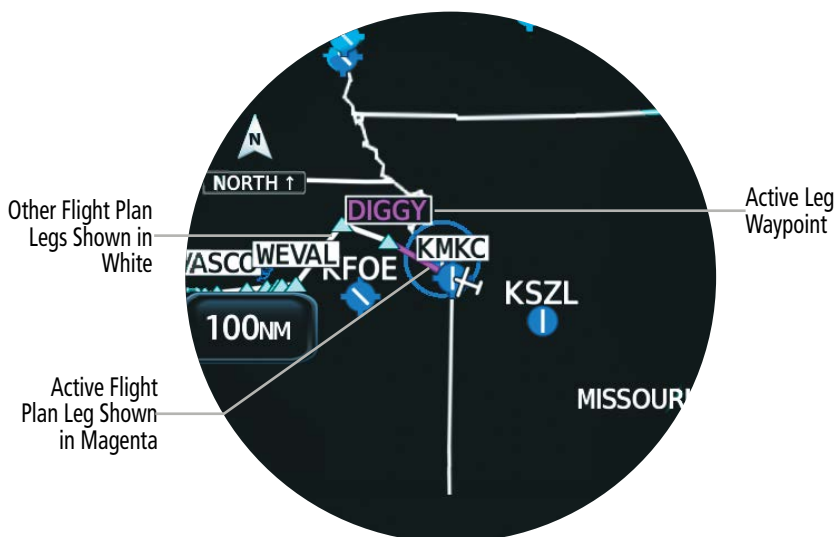 N
NORTH ↑
DIGGY
Other Flight Plan
Legs Shown in
White
Active Leg
Waypoint
WEVAL
KMKC
KFOE
KSZL
100NM
Active Flight
Plan Leg Shown
in Magenta